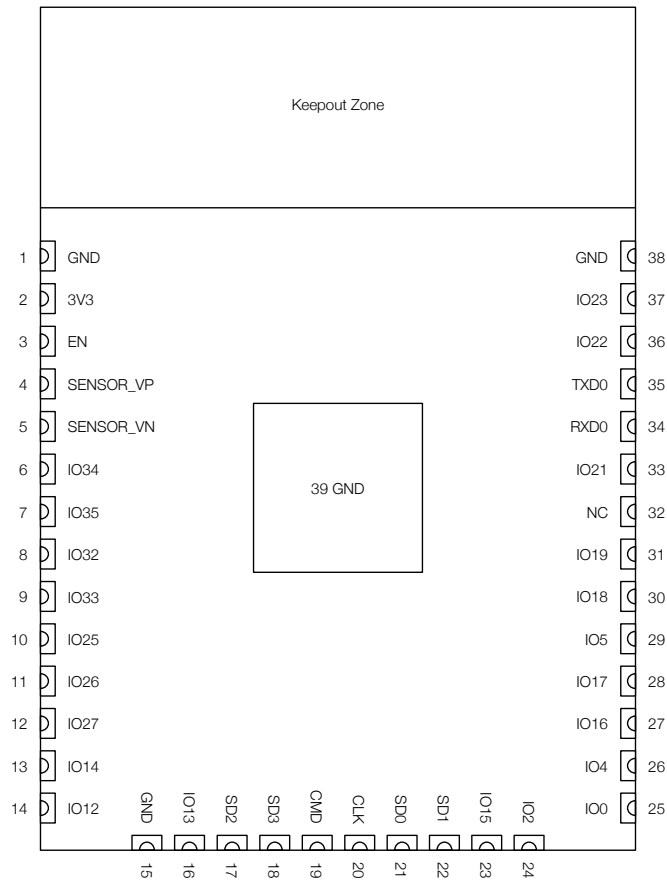 Keepout Zone
1 GND
2 3V3
3 EN
4 SENSOR_VP
5 SENSOR_VN
6 IO34
7 IO35
8 IO32
9 IO33
10 IO25
11 IO26
12 IO27
13 IO14
14 IO12
39 GND
GND 38
IO23 37
IO22 36
TXD0 35
RXD0 34
IO21 33
NC 32
IO19 31
IO18 30
IO5 29
IO17 28
IO16 27
IO4 26
IO0 25
GND 15
IO13 16
SD2 17
SD3 18
CMD 19
CLK 20
SD0 21
SD1 22
IO15 23
IO2 24